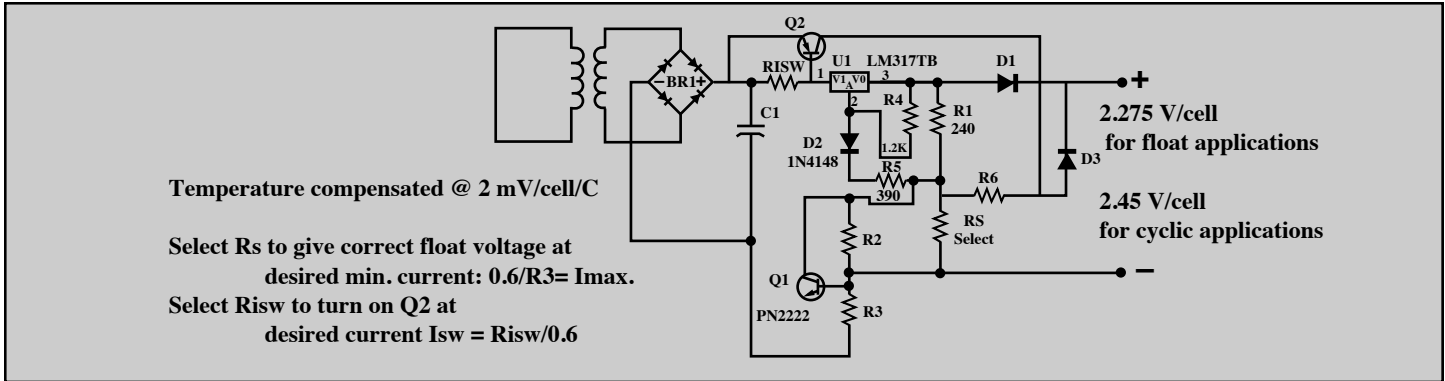 Q2
RISW
U1
LM317TB
D1
1
V1 V0
A
3
2
+
- BR1 +
C1
R4
R1
240
2.275 V/cell
for float applications
D2
1N4148
1.2K
D3
R5
390
R6
Temperature compensated @ 2 mV/cell/C
2.45 V/cell
for cyclic applications
RS
Select
R2
Select Rs to give correct float voltage at
desired min. current: 0.6/R3= Imax.
Select Risw to turn on Q2 at
desired current Isw = Risw/0.6
Q1
PN2222
R3
−